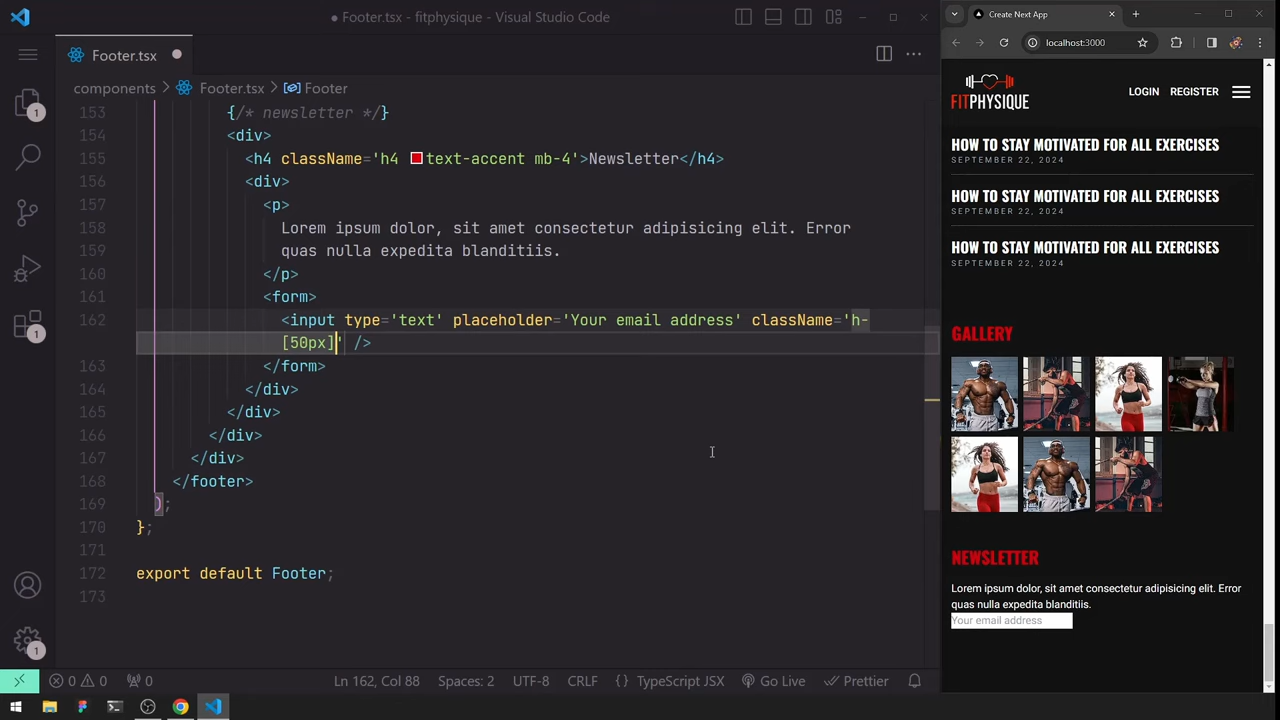 ● Footer.tsx - fitphysique - Visual Studio Code
Footer.tsx ●
components > Footer.tsx > Footer
153 {/* newsletter */}
154 <div>
155 <h4 className='h4 text-accent mb-4'>Newsletter</h4>
156 <div>
157 <p>
158 Lorem ipsum dolor, sit amet consectetur adipisicing elit. Error
159 quas nulla expedita blanditiis.
160 </p>
161 <form>
162 <input type='text' placeholder='Your email address' className='h-
[50px]' />
163 </form>
164 </div>
165 </div>
166 </div>
167 </div>
168 </footer>
169 );
170 };
171
172 export default Footer;
173
1
1
1
0 0 0
Ln 162, Col 88
Spaces: 2
UTF-8
CRLF
{} TypeScript JSX
Go Live
Prettier
Create Next App
localhost:3000
FITPHYSIQUE
LOGIN REGISTER
HOW TO STAY MOTIVATED FOR ALL EXERCISES
SEPTEMBER 22, 2024
HOW TO STAY MOTIVATED FOR ALL EXERCISES
SEPTEMBER 22, 2024
HOW TO STAY MOTIVATED FOR ALL EXERCISES
SEPTEMBER 22, 2024
GALLERY
NEWSLETTER
Lorem ipsum dolor, sit amet consectetur adipisicing elit. Error
quas nulla expedita blanditiis.
Your email address